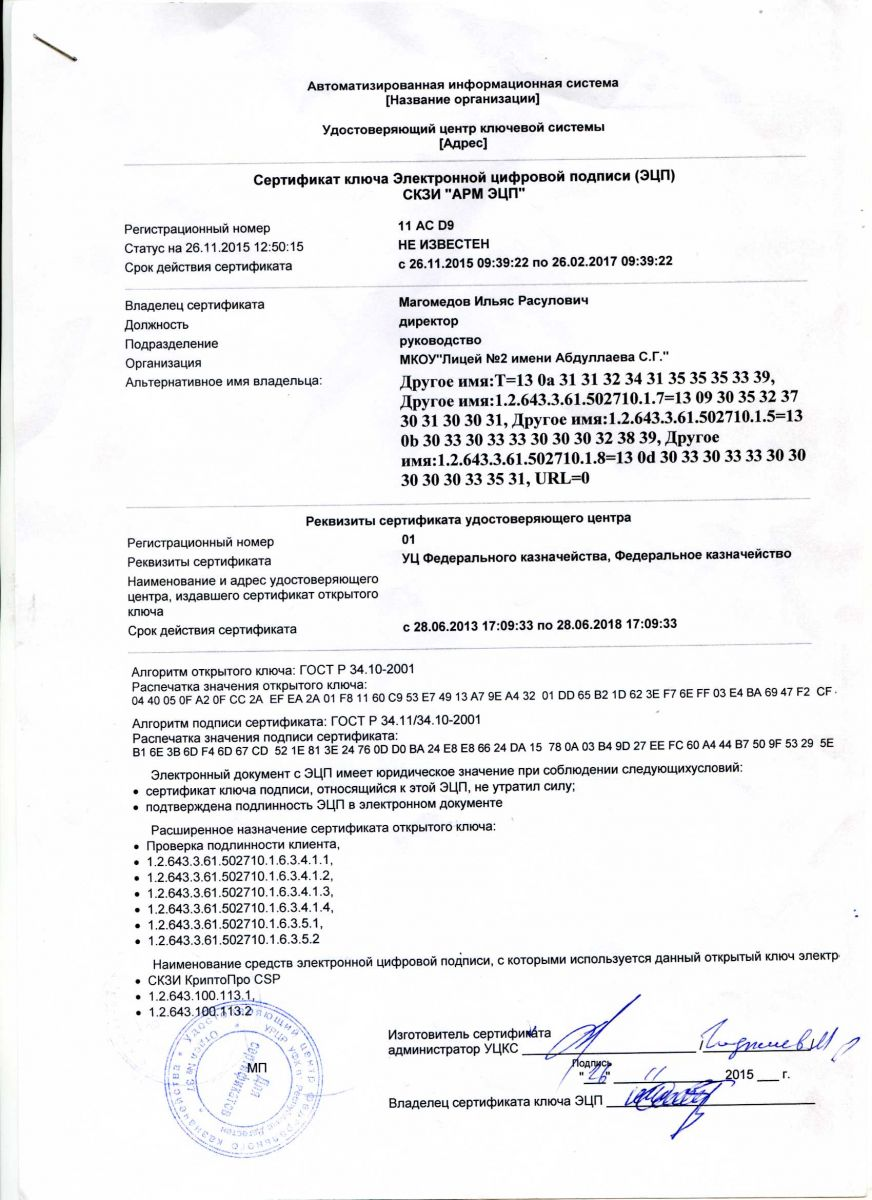 Автоматизированная информационная система
[Название организации]
Удостоверяющий центр ключевой системы
[Адрес]
Сертификат ключа Электронной цифровой подписи (ЭЦП)
СКЗИ "АРМ ЭЦП"
Регистрационный номер 11 AC D9
Статус на 26.11.2015 12:50:15 НЕ ИЗВЕСТЕН
Срок действия сертификата с 26.11.2015 09:39:22 по 26.02.2017 09:39:22
Владелец сертификата Магомедов Ильяс Расулович
Должность директор
Подразделение руководство
Организация МКОУ"Лицей №2 имени Абдуллаева С.Г."
Альтернативное имя владельца: Другое имя:T=13 0a 31 31 32 34 31 35 35 35 33 39,
Другое имя:1.2.643.3.61.502710.1.7=13 09 30 35 32 37
30 31 30 30 31, Другое имя:1.2.643.3.61.502710.1.5=13
0b 30 33 30 33 33 30 30 30 32 38 39, Другое
имя:1.2.643.3.61.502710.1.8=13 0d 30 33 30 33 33 30 30
30 30 30 33 35 31, URL=0
Реквизиты сертификата удостоверяющего центра
Регистрационный номер 01
Реквизиты сертификата УЦ Федерального казначейства, Федеральное казначейство
Наименование и адрес удостоверяющего
центра, издавшего сертификат открытого
ключа
Срок действия сертификата с 28.06.2013 17:09:33 по 28.06.2018 17:09:33
Алгоритм открытого ключа: ГОСТ Р 34.10-2001
Распечатка значения открытого ключа:
04 40 05 0F A2 0F CC 2A EF EA 2A 01 F8 11 60 C9 53 E7 49 13 A7 9E A4 32 01 DD 65 B2 1D 62 3E F7 6E FF 03 E4 BA 69 47 F2 CF
Алгоритм подписи сертификата: ГОСТ Р 34.11/34.10-2001
Распечатка значения подписи сертификата:
B1 6E 3B 6D F4 6D 67 CD 52 1E 81 3E 24 76 0D D0 BA 24 E8 E8 66 24 DA 15 78 0A 03 B4 9D 27 EE FC 60 A4 44 B7 50 9F 53 29 5E
Электронный документ с ЭЦП имеет юридическое значение при соблюдении следующихусловий:
• сертификат ключа подписи, относящийся к этой ЭЦП, не утратил силу;
• подтверждена подлинность ЭЦП в электронном документе
Расширенное назначение сертификата открытого ключа:
• Проверка подлинности клиента,
• 1.2.643.3.61.502710.1.6.3.4.1.1,
• 1.2.643.3.61.502710.1.6.3.4.1.2,
• 1.2.643.3.61.502710.1.6.3.4.1.3,
• 1.2.643.3.61.502710.1.6.3.4.1.4,
• 1.2.643.3.61.502710.1.6.3.5.1,
• 1.2.643.3.61.502710.1.6.3.5.2
Наименование средств электронной цифровой подписи, с которыми используется данный открытый ключ электр
• СКЗИ КриптоПро CSP
• 1.2.643.100.113.1,
• 1.2.643.100.113.2
Изготовитель сертификата
администратор УЦКС
Подпись
"26" 11 2015 г.
МП
Владелец сертификата ключа ЭЦП
Удостоверяющий центр Федерального казначейства
Для сертификатов